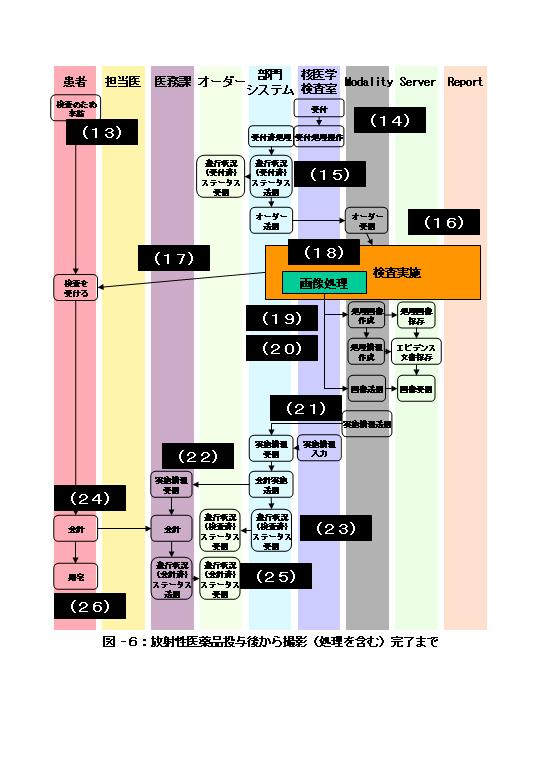 患者 担当医 医務課 オーダー 部門システム 核医学検査室 Modality Server Report
検査のため
来院
受付
(13)
(14)
受付済処理 受付処理操作
進行状況
(受付済)
ステータス
受信
進行状況
(受付済)
ステータス
送信
(15)
オーダー
送信
オーダー
受信
(16)
(17)
(18)
検査実施
画像処理
検査を
受ける
(19)
処理画像
作成
処理画像
保存
(20)
処理情報
作成
エビデンス
文書保存
画像送信
画像受信
(21)
実施情報送信
実施情報
受信
実施情報
入力
(22)
実施情報
受信
会計実施
送信
(24)
進行状況
(検査済)
ステータス
受信
進行状況
(検査済)
ステータス
送信
(23)
会計
会計
帰宅
進行状況
(会計済)
ステータス
送信
進行状況
(会計済)
ステータス
受信
(25)
(26)
図 -6：放射性医薬品投与後から撮影（処理を含む）完了まで